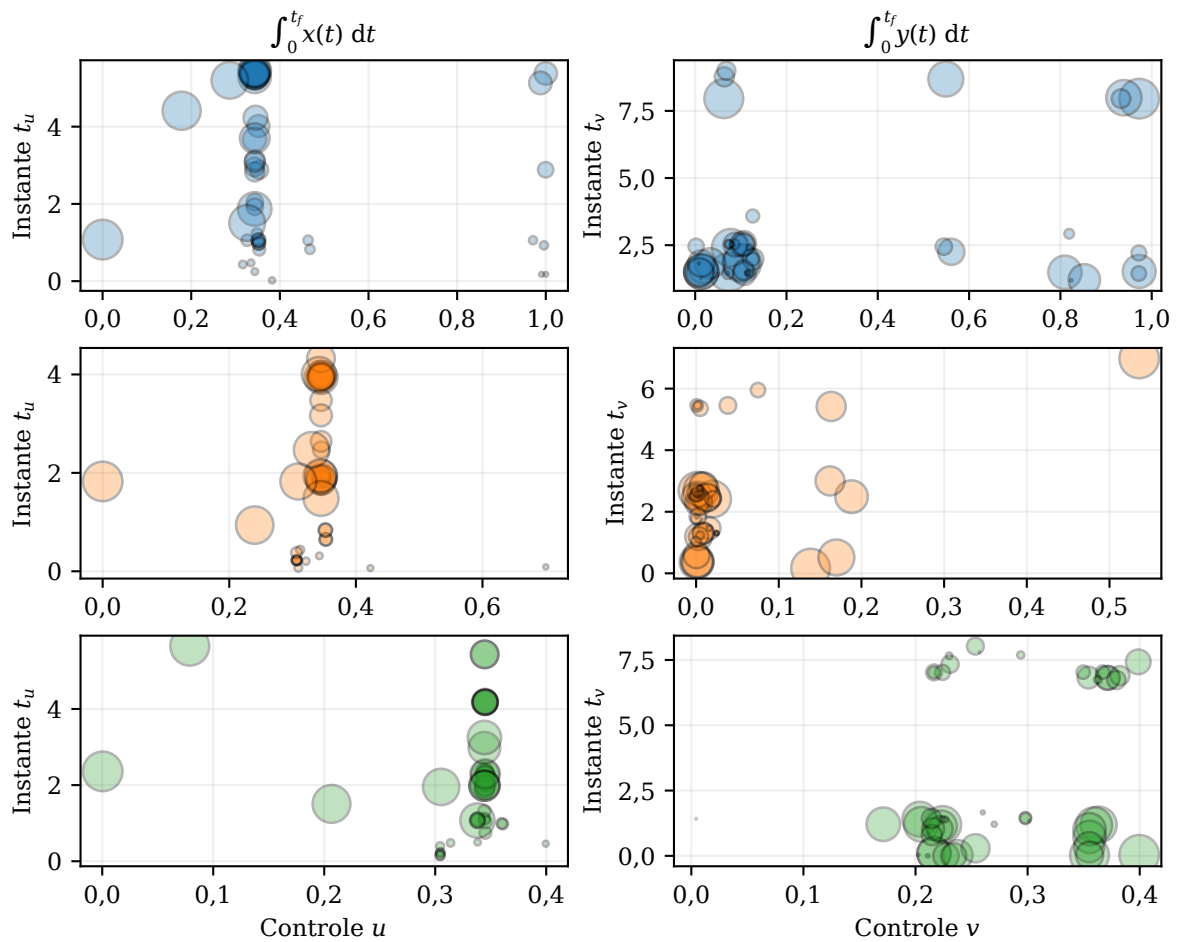 ∫₀^{t_f} x(t) dt
∫₀^{t_f} y(t) dt
Instante t_u
4
2
0
0,0 0,2 0,4 0,6 0,8 1,0
Instante t_v
7,5
5,0
2,5
0,0 0,2 0,4 0,6 0,8 1,0
Instante t_u
4
2
0
0,0 0,2 0,4 0,6
Instante t_v
6
4
2
0
0,0 0,1 0,2 0,3 0,4 0,5
Instante t_u
4
2
0
0,0 0,1 0,2 0,3 0,4
Controle u
Instante t_v
7,5
5,0
2,5
0,0
0,0 0,2 0,3 0,4
Controle v